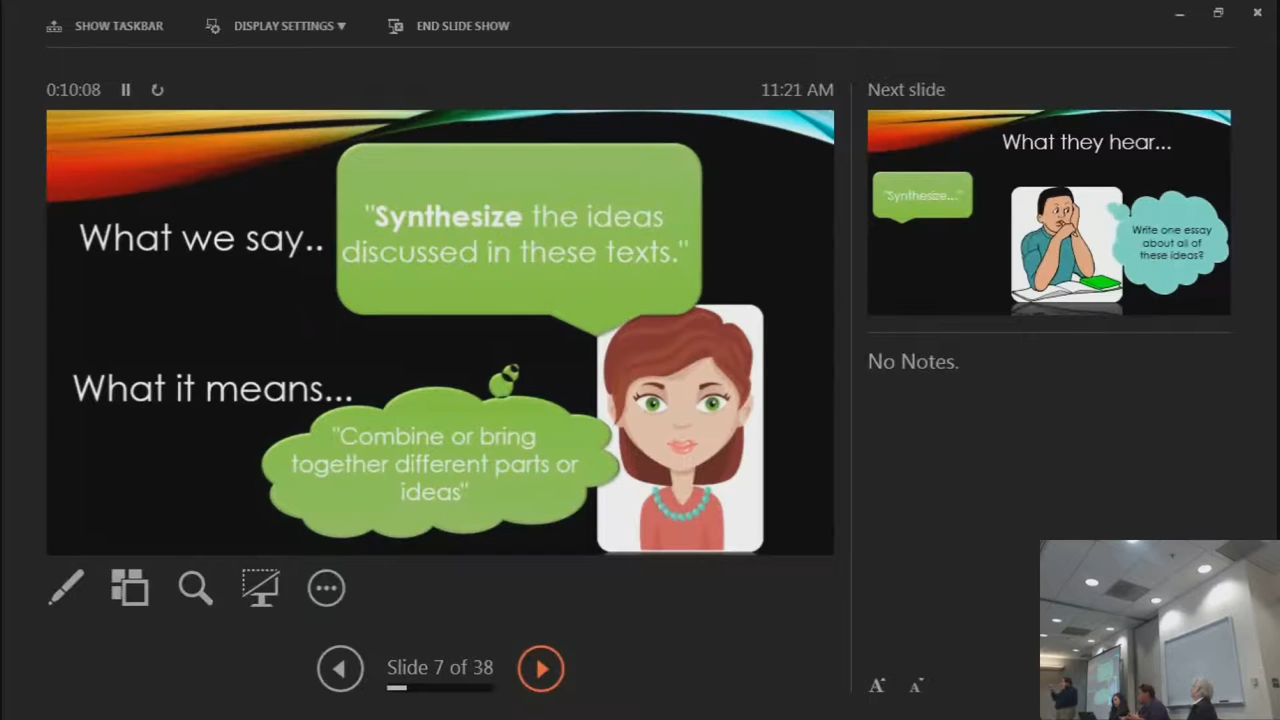 SHOW TASKBAR
DISPLAY SETTINGS ▼
END SLIDE SHOW
0:10:08
11:21 AM
What we say..
"Synthesize the ideas
discussed in these texts."
What it means...
"Combine or bring
together different parts or
ideas"
Next slide
What they hear...
"Synthesize..."
Write one essay
about all of
these ideas?
No Notes.
Slide 7 of 38
A A